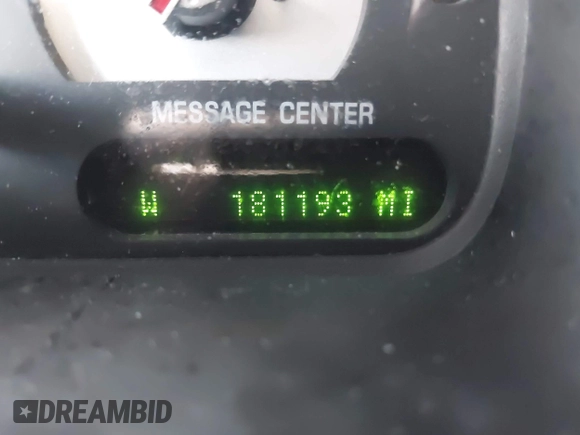 MESSAGE CENTER
W 181193 MI
DREAMBID